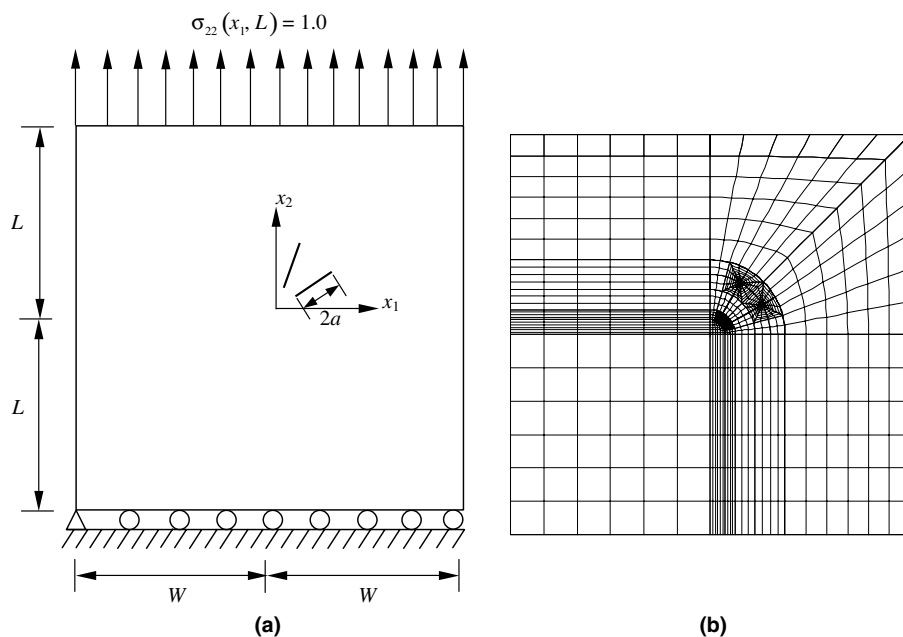 σ₂₂(x₁, L) = 1.0
L
x₂
x₁
2a
L
W
W
(a)
(b)